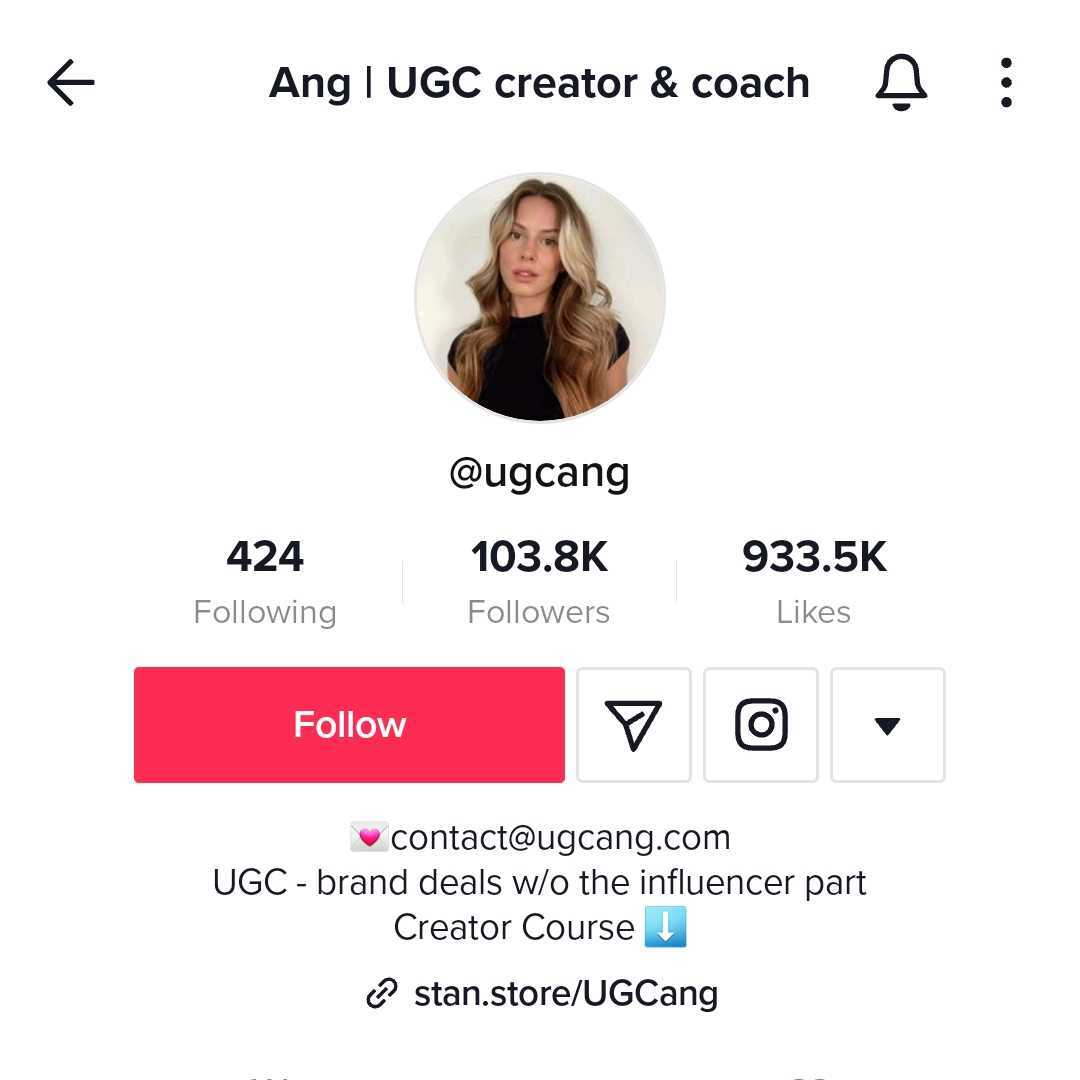 Ang | UGC creator & coach
@ugcang
424 103.8K 933.5K
Following Followers Likes
Follow
💌contact@ugcang.com
UGC - brand deals w/o the influencer part
Creator Course ⬇️
stan.store/UGCang